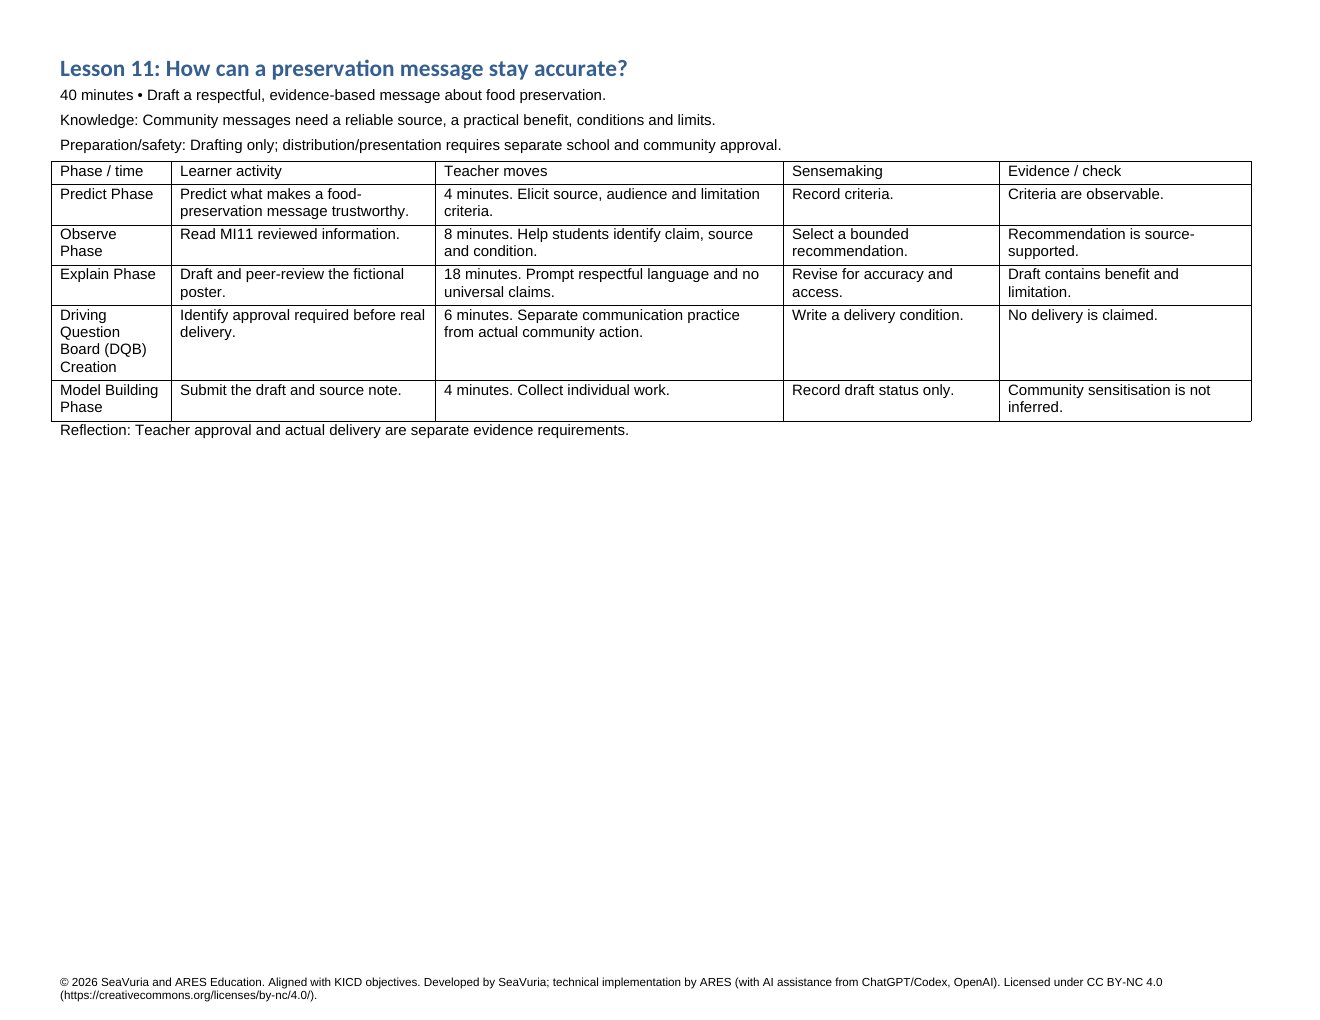 Lesson 11: How can a preservation message stay accurate?
40 minutes • Draft a respectful, evidence-based message about food preservation.
Knowledge: Community messages need a reliable source, a practical benefit, conditions and limits.
Preparation/safety: Drafting only; distribution/presentation requires separate school and community approval.
Phase / time
Learner activity
Teacher moves
Sensemaking
Evidence / check
Predict Phase
Predict what makes a food-
preservation message trustworthy.
4 minutes. Elicit source, audience and limitation
criteria.
Record criteria.
Criteria are observable.
Observe
Phase
Read MI11 reviewed information.
8 minutes. Help students identify claim, source
and condition.
Select a bounded
recommendation.
Recommendation is source-
supported.
Explain Phase
Draft and peer-review the fictional
poster.
18 minutes. Prompt respectful language and no
universal claims.
Revise for accuracy and
access.
Draft contains benefit and
limitation.
Driving
Question
Board (DQB)
Creation
Identify approval required before real
delivery.
6 minutes. Separate communication practice
from actual community action.
Write a delivery condition.
No delivery is claimed.
Model Building
Phase
Submit the draft and source note.
4 minutes. Collect individual work.
Record draft status only.
Community sensitisation is not
inferred.
Reflection: Teacher approval and actual delivery are separate evidence requirements.
© 2026 SeaVuria and ARES Education. Aligned with KICD objectives. Developed by SeaVuria; technical implementation by ARES (with AI assistance from ChatGPT/Codex, OpenAI). Licensed under CC BY-NC 4.0
(https://creativecommons.org/licenses/by-nc/4.0/).